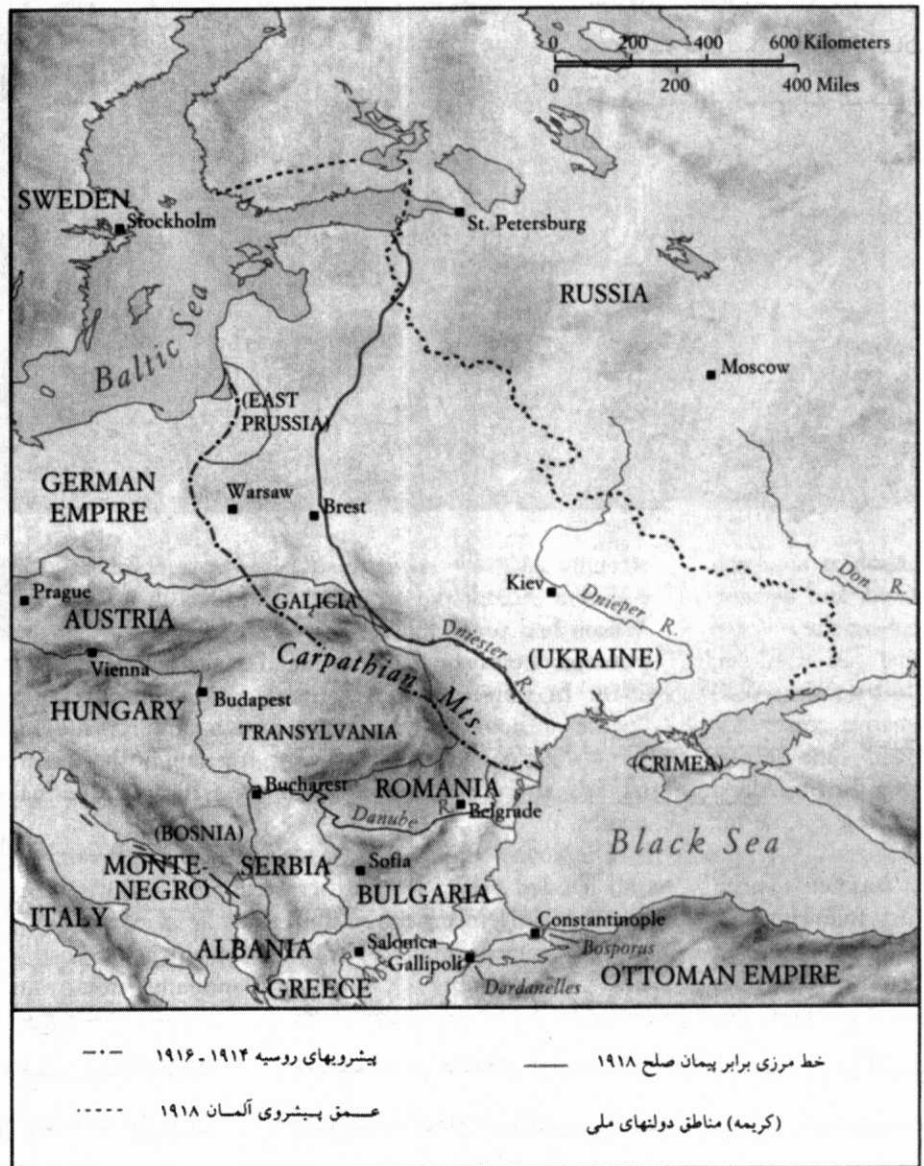 0 200 400 600 Kilometers
0 200 400 Miles
SWEDEN
Stockholm
St. Petersburg
RUSSIA
Baltic Sea
Moscow
(EAST
PRUSSIA)
GERMAN
EMPIRE
Warsaw
Brest
Prague
AUSTRIA
GALICIA
Kiev
Dnieper R.
Don R.
Vienna
Carpathian Mts.
Dniester R.
(UKRAINE)
Budapest
HUNGARY
TRANSYLVANIA
(CRIMEA)
Bucharest
ROMANIA
Danube R.
Belgrade
(BOSNIA)
Black Sea
MONTE-
NEGRO
SERBIA
Sofia
BULGARIA
ITALY
Constantinople
Bosporus
ALBANIA
Salonica
Gallipoli
OTTOMAN EMPIRE
GREECE
Dardanelles
خط مرزی برابر پیمان صلح ۱۹۱۸
پیشرویهای روسیه ۱۹۱۴ ـ ۱۹۱۶
(کریمه) مناطق دولتهای ملی
عـــمق پـیشروی آلمـان ۱۹۱۸